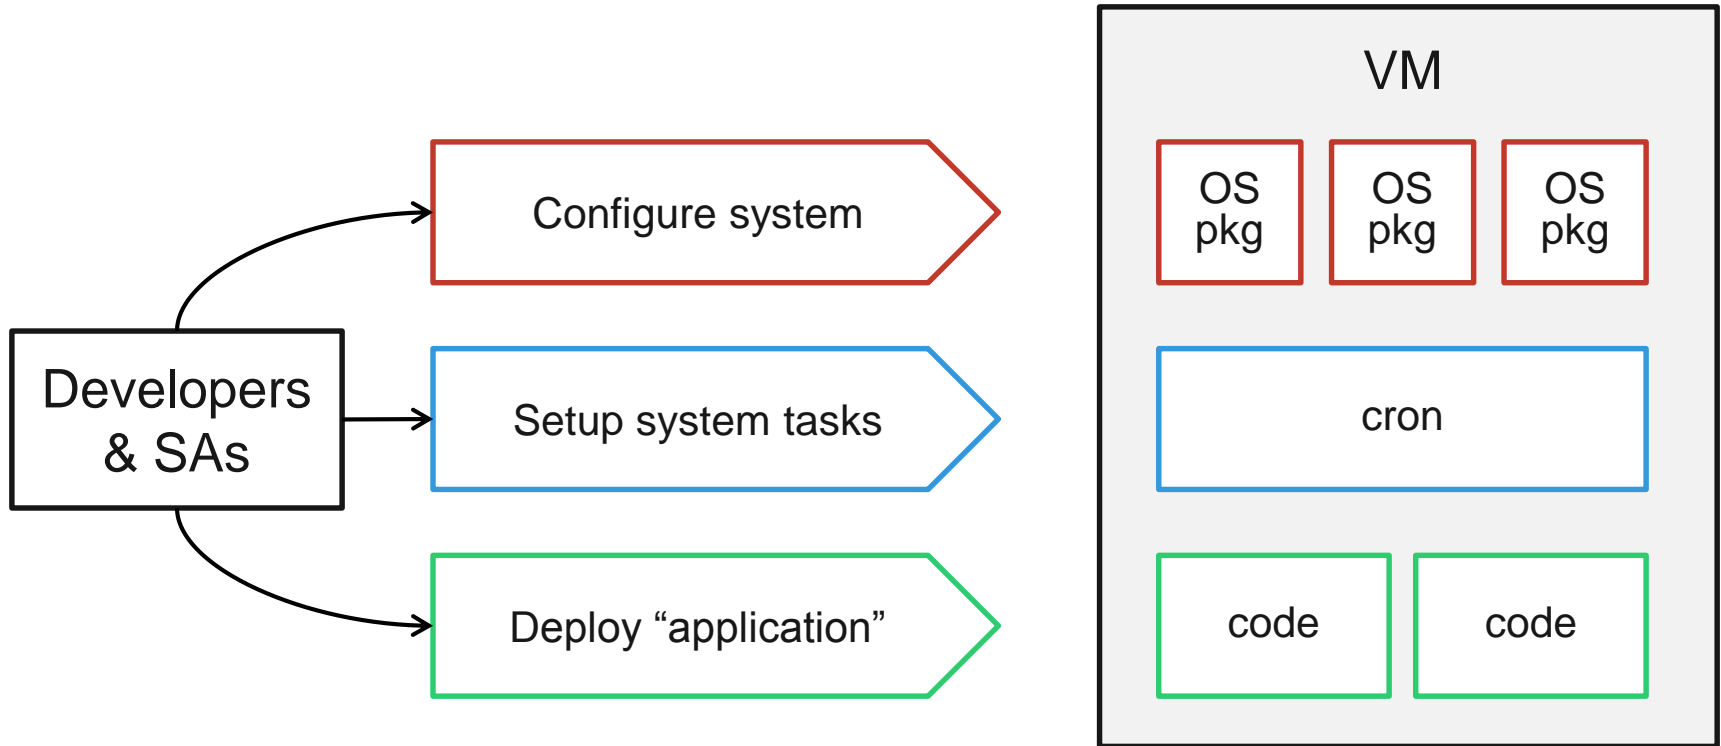 VM
Configure system
OS
pkg
OS
pkg
OS
pkg
Developers
& SAs
Setup system tasks
cron
Deploy “application”
code
code